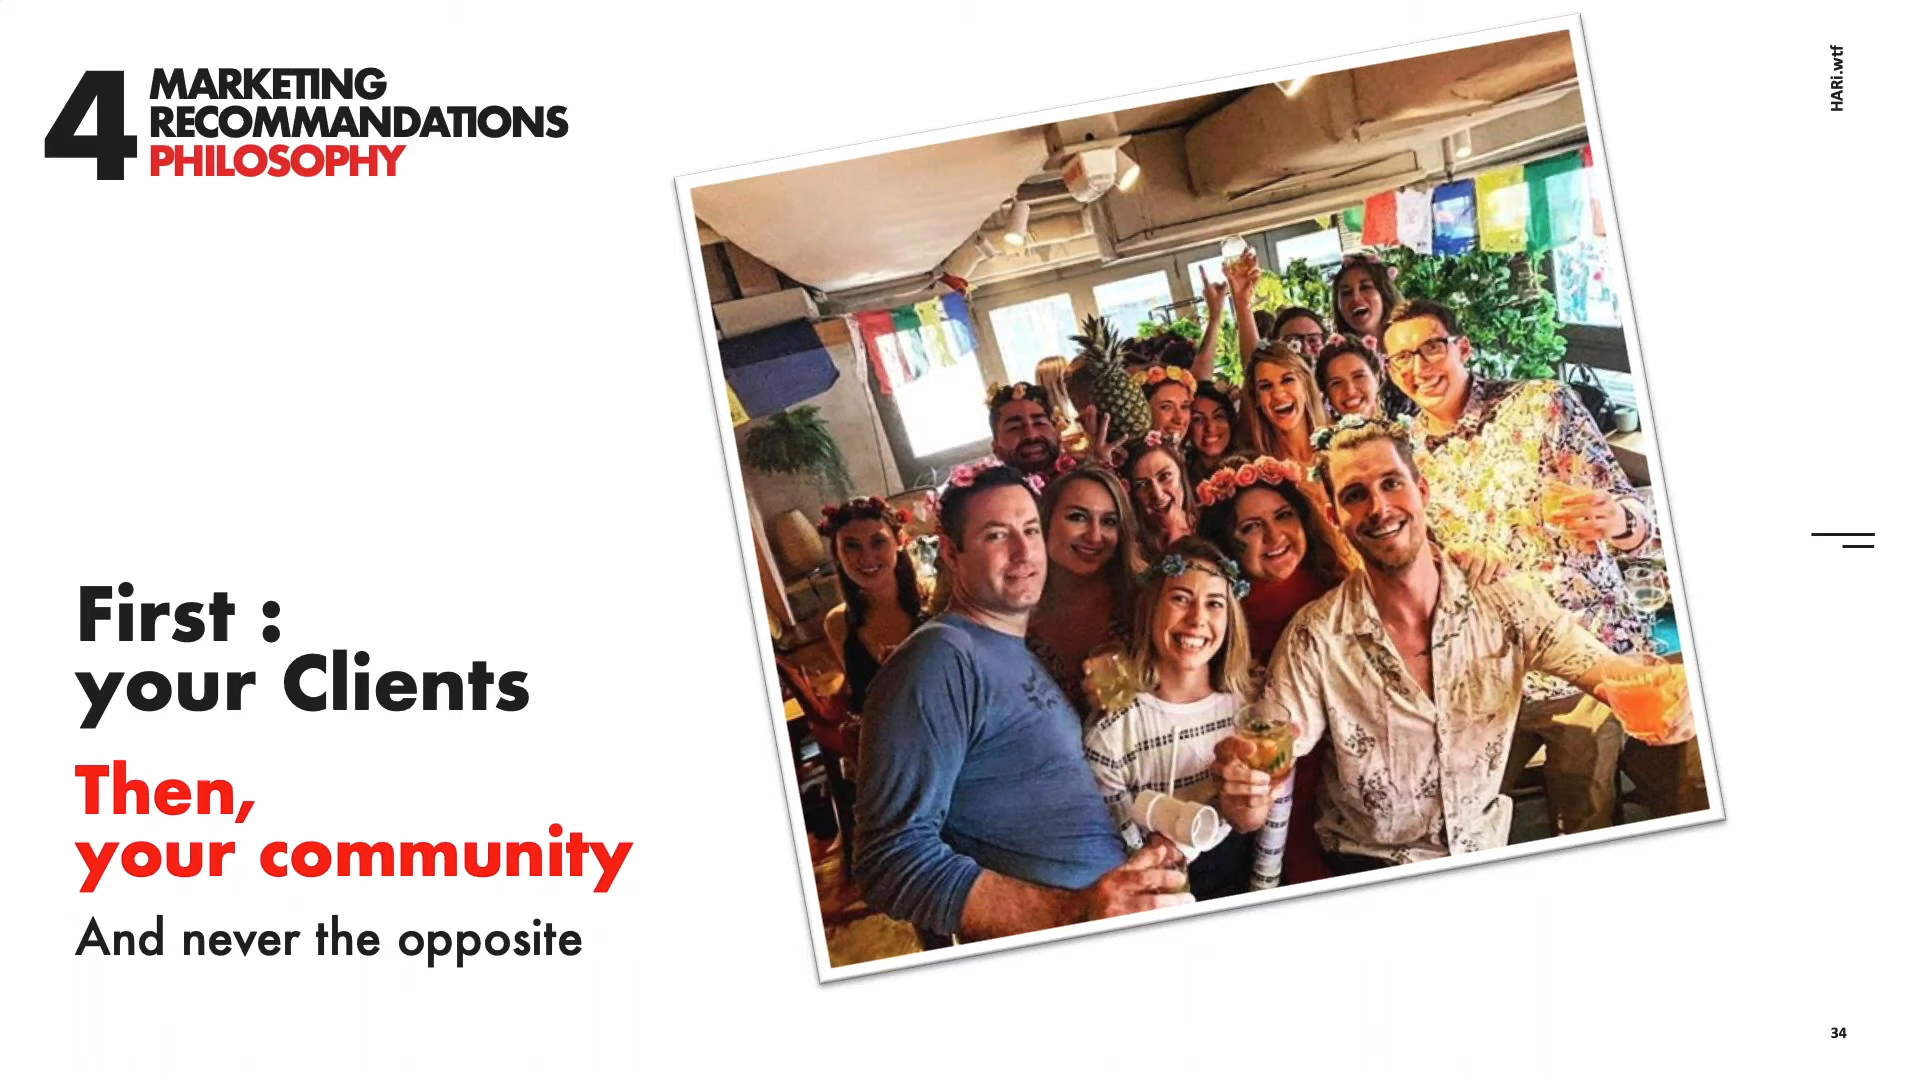 4
MARKETING
RECOMMANDATIONS
PHILOSOPHY
HARi.wtf
First :
your Clients
Then,
your community
And never the opposite
34